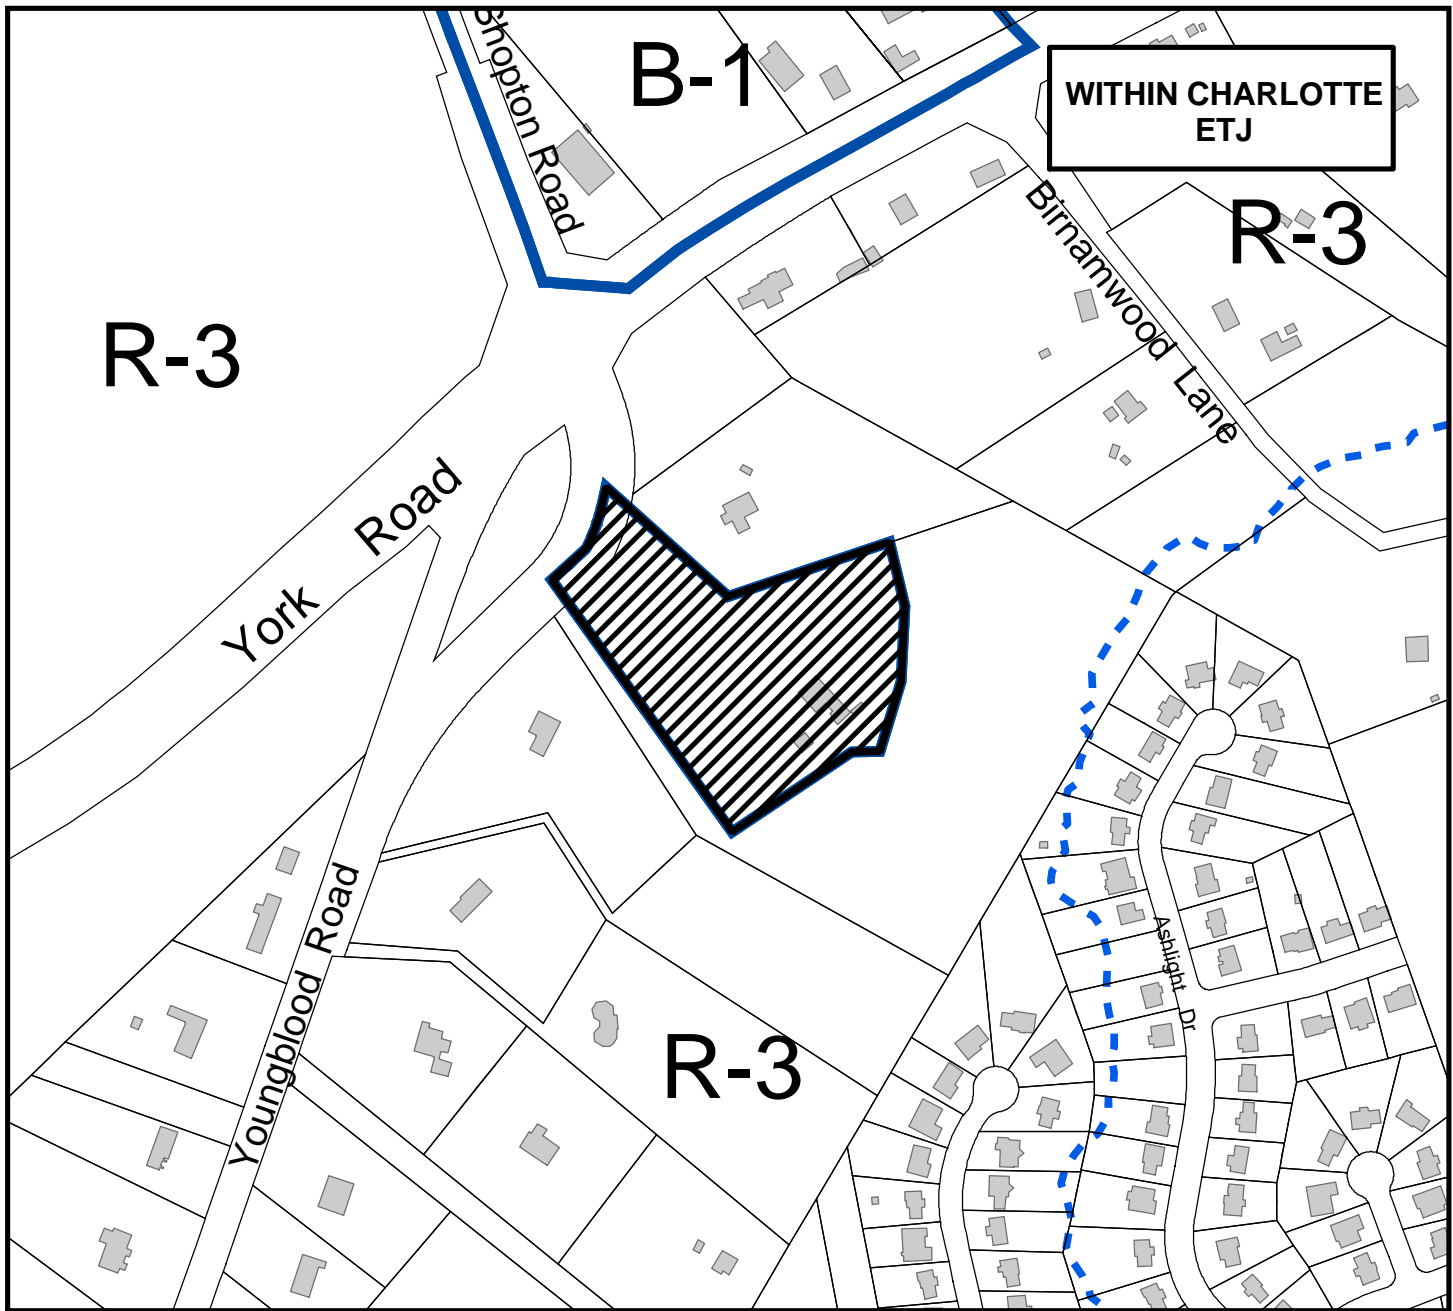 Shopton Road
B-1
WITHIN CHARLOTTE
ETJ
R-3
Birnamwood Lane
R-3
York Road
Ashlight Dr
Youngblood Road
R-3